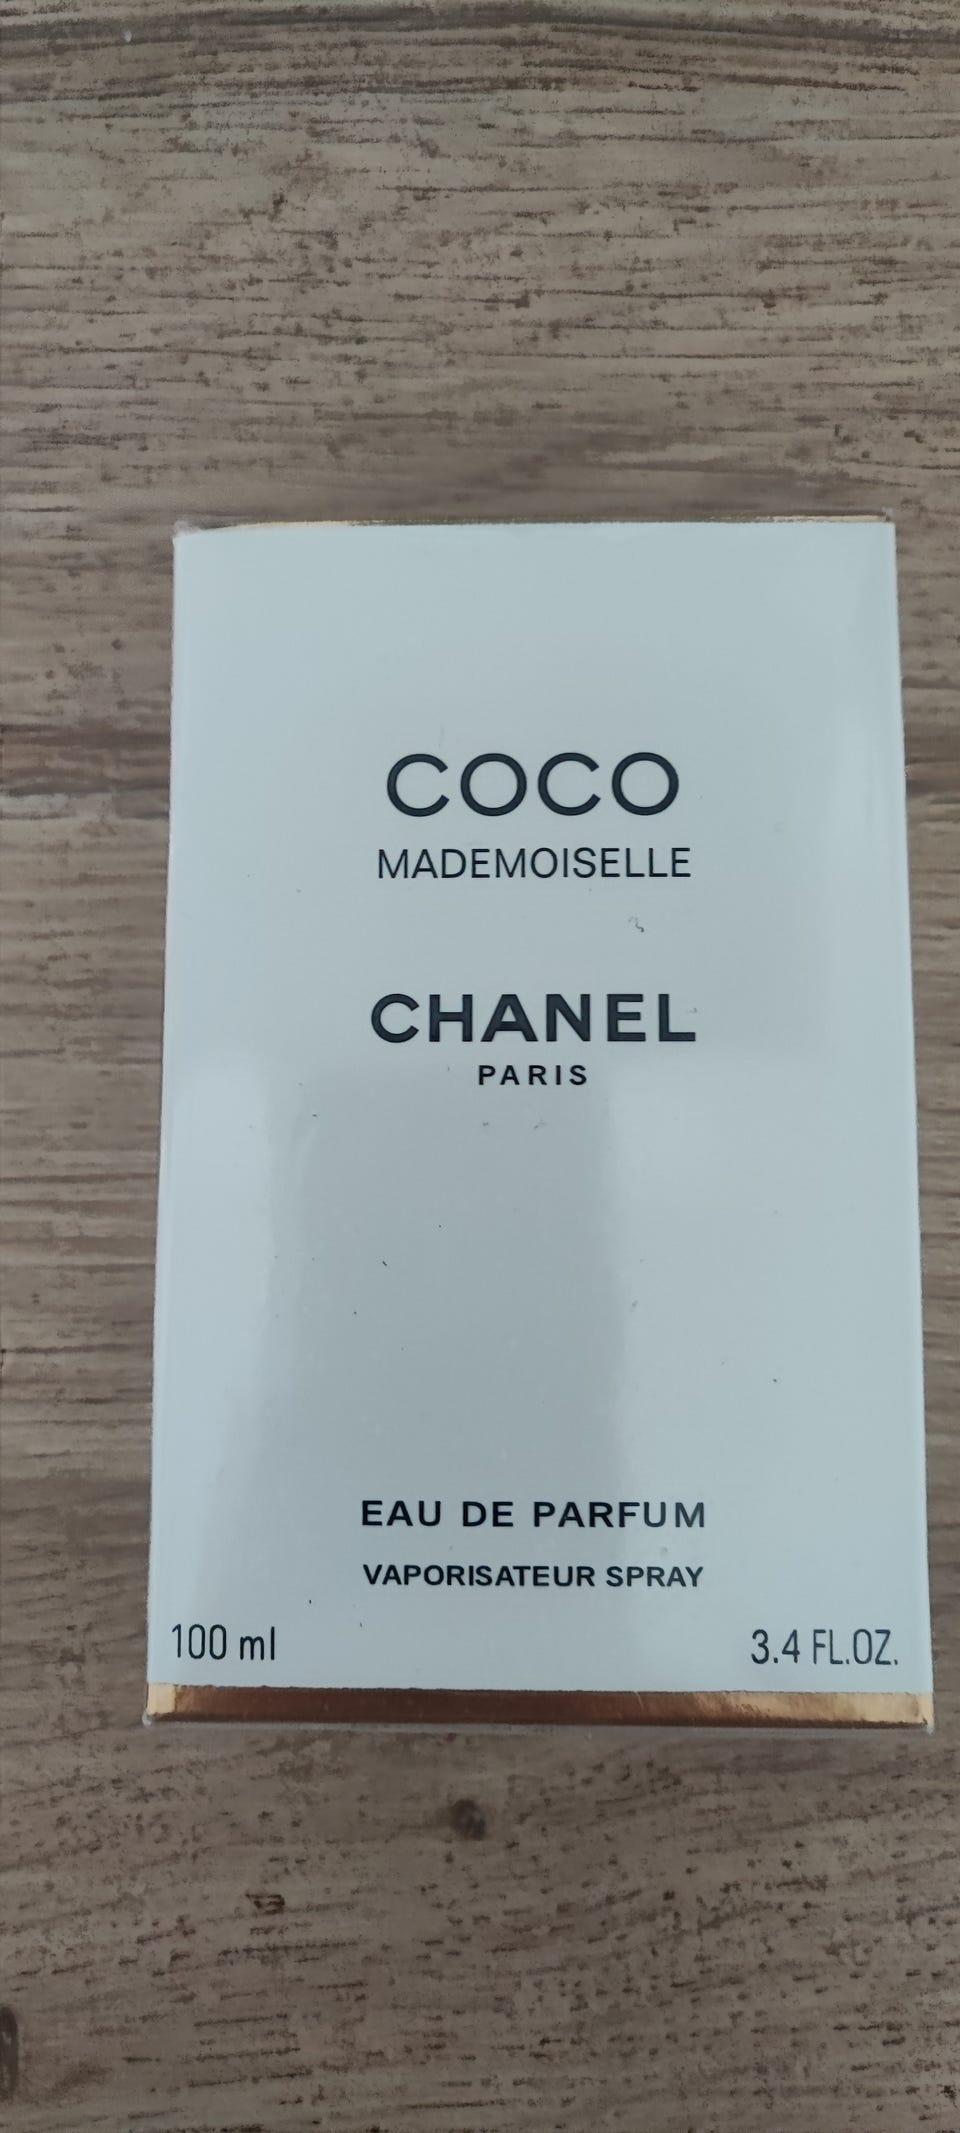 COCO
MADEMOISELLE
CHANEL
PARIS
EAU DE PARFUM
VAPORISATEUR SPRAY
100 ml 3.4 FL.OZ.